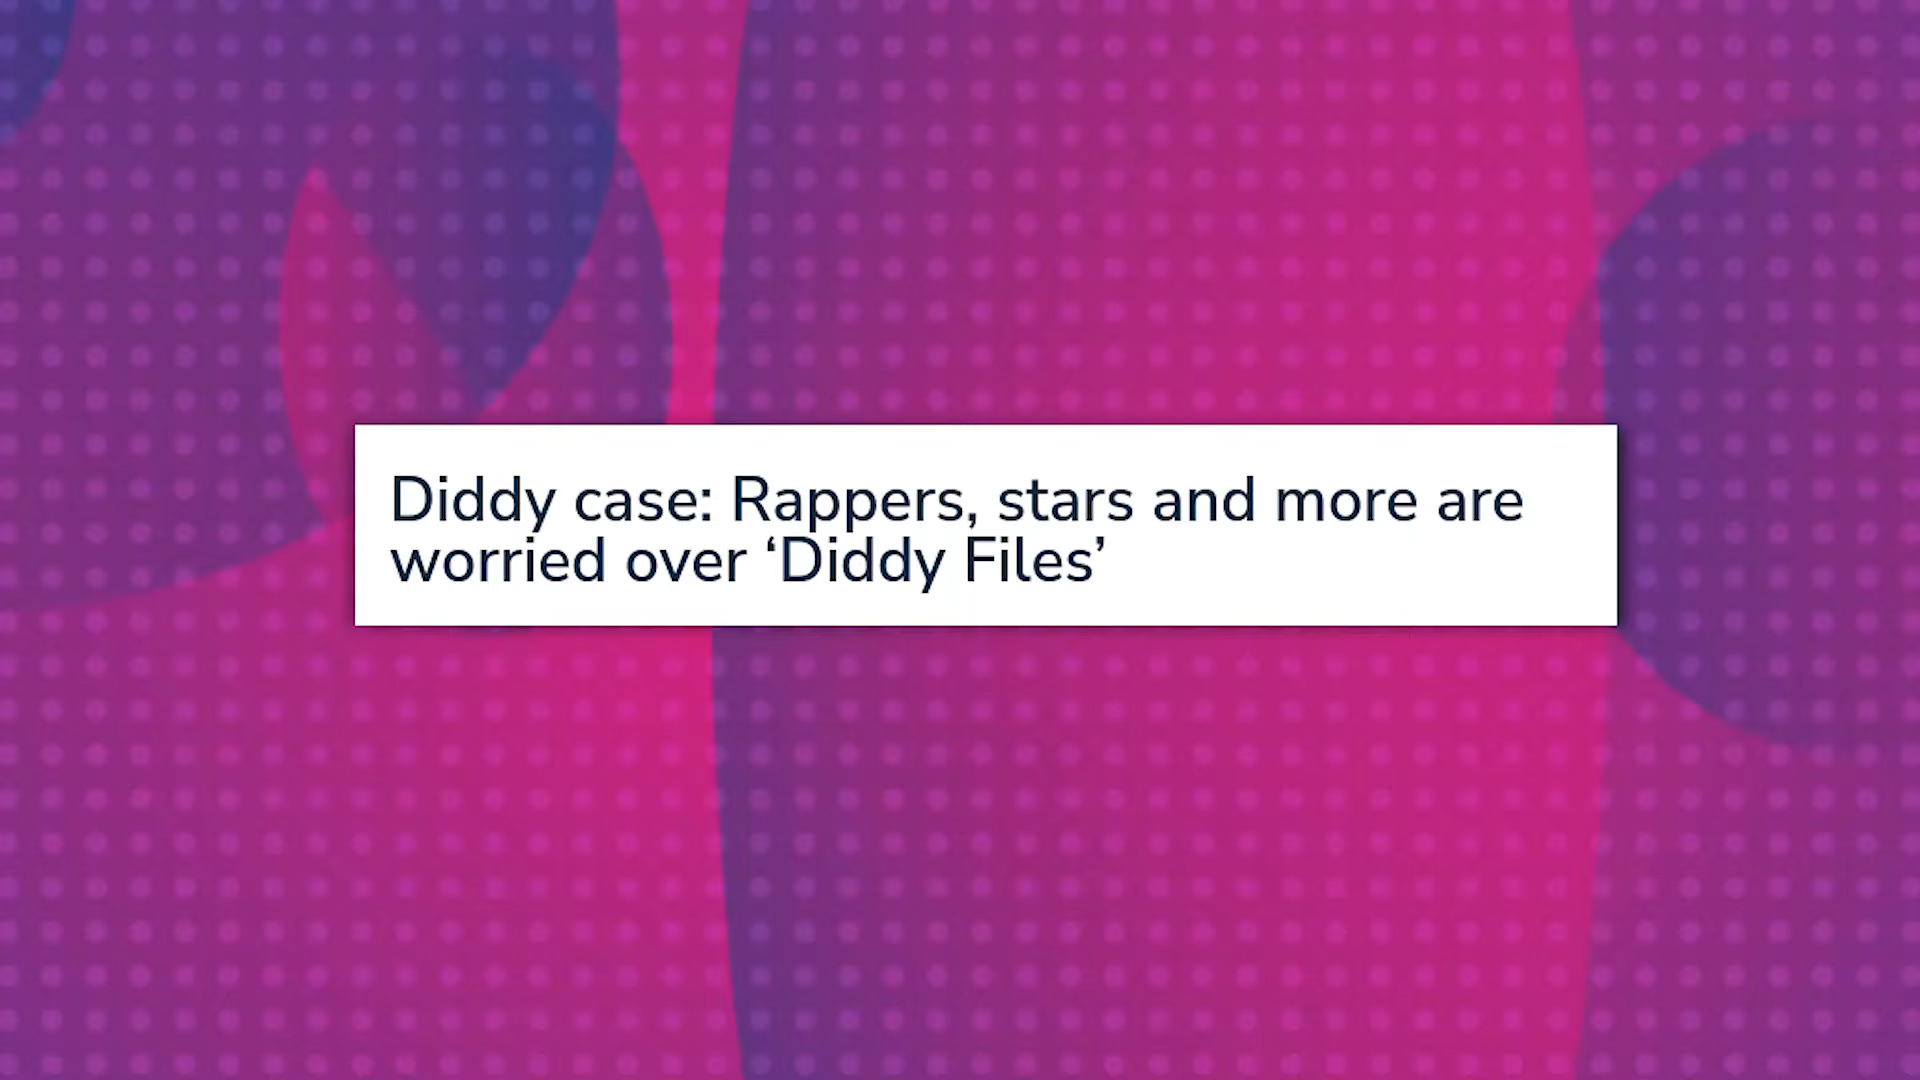 Diddy case: Rappers, stars and more are
worried over ‘Diddy Files’